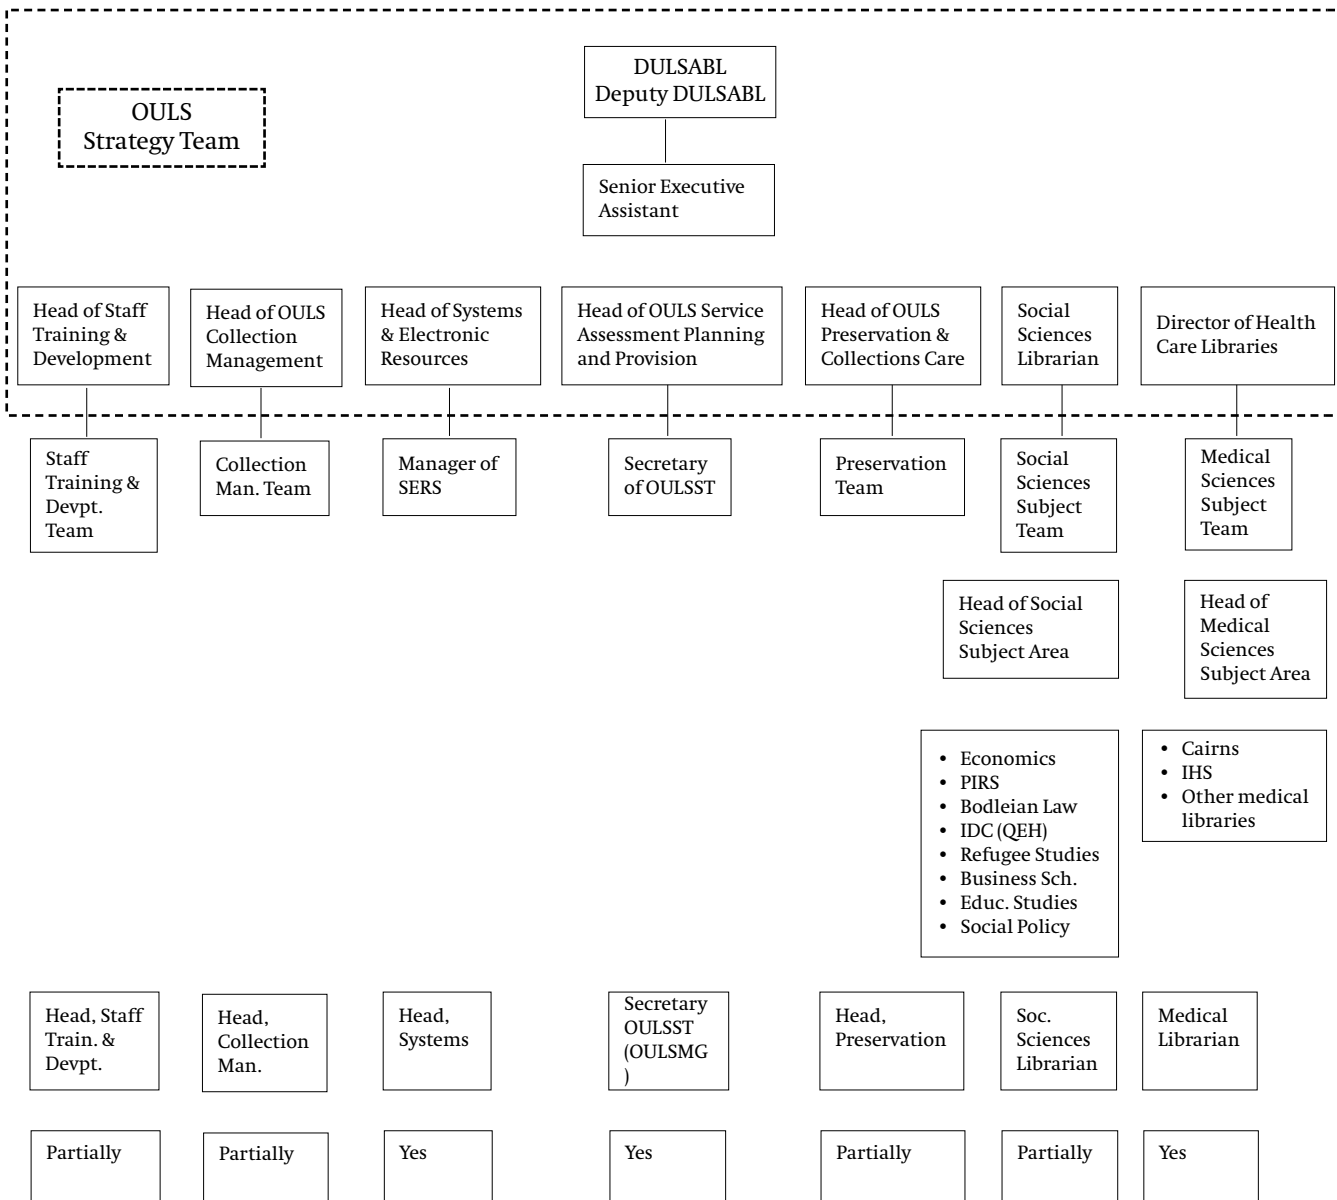 DULSABL
Deputy DULSABL
OULS
Strategy Team
Senior Executive
Assistant
Head of Staff
Training &
Development
Head of OULS
Collection
Management
Head of Systems
& Electronic
Resources
Head of OULS Service
Assessment Planning
and Provision
Head of OULS
Preservation &
Collections Care
Social
Sciences
Librarian
Director of Health
Care Libraries
Staff
Training &
Devpt.
Team
Collection
Man. Team
Manager of
SERS
Secretary
of OULSST
Preservation
Team
Social
Sciences
Subject
Team
Medical
Sciences
Subject
Team
Head of Social
Sciences
Subject Area
Head of
Medical
Sciences
Subject Area
• Economics
• PIRS
• Bodleian Law
• IDC (QEH)
• Refugee Studies
• Business Sch.
• Educ. Studies
• Social Policy
• Cairns
• IHS
• Other medical
libraries
Head, Staff
Train. &
Devpt.
Head,
Collection
Man.
Head,
Systems
Secretary
OULSST
(OULSMG
)
Head,
Preservation
Soc.
Sciences
Librarian
Medical
Librarian
Partially
Partially
Yes
Yes
Partially
Partially
Yes